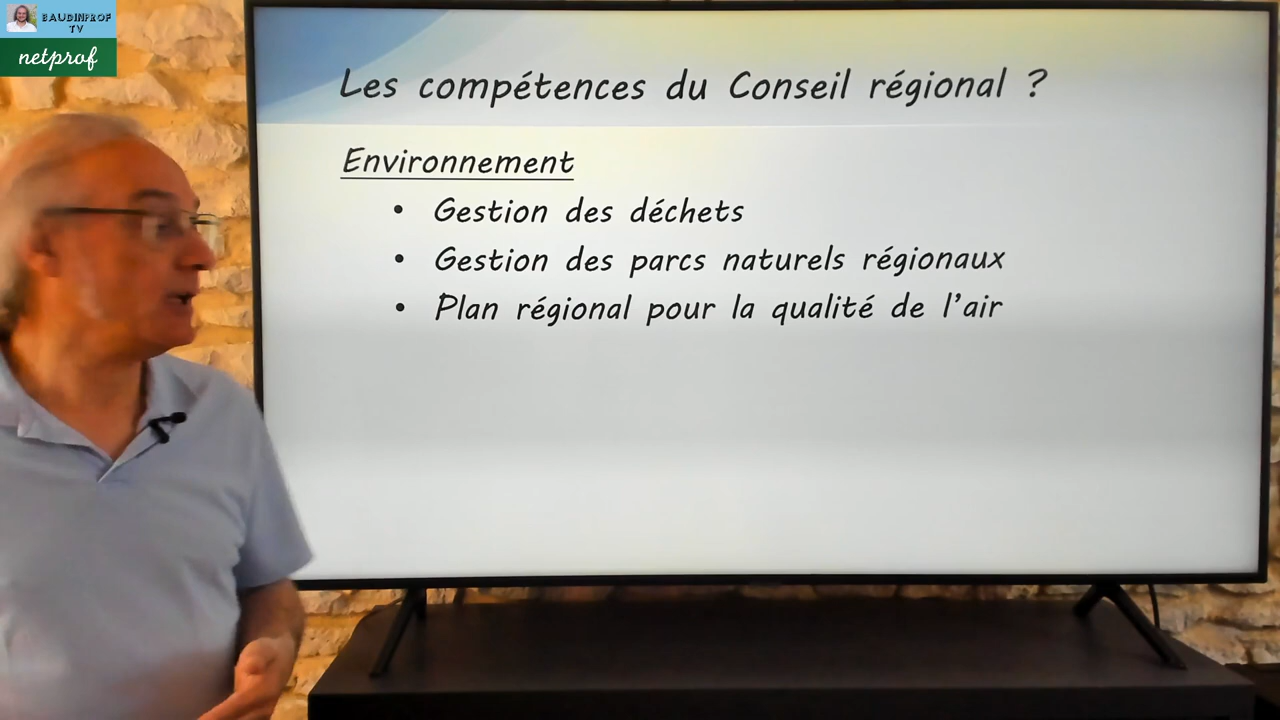 BAUDINPROF
TV
netprof
Les compétences du Conseil régional ?
Environnement
• Gestion des déchets
• Gestion des parcs naturels régionaux
• Plan régional pour la qualité de l’air